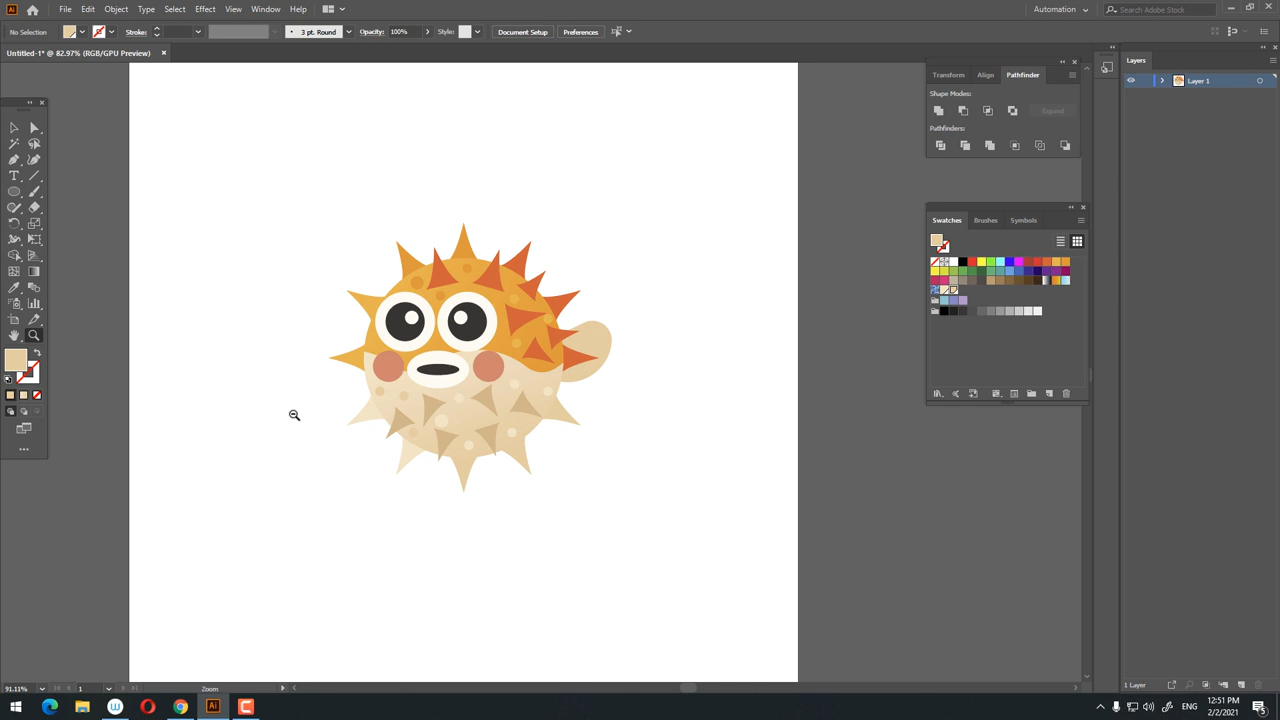 Ai File Edit Object Type Select Effect View Window Help Automation Search Adobe Stock
No Selection Stroke: 3 pt. Round Opacity: 100% Style: Document Setup Preferences
Untitled-1* @ 82.97% (RGB/GPU Preview)
Transform Align Pathfinder
Shape Modes:
Expand
Pathfinders:
Layers
Layer 1
Swatches Brushes Symbols
91.11% 1 Zoom
1 Layer
Ai
12:51 PM
2/2/2021